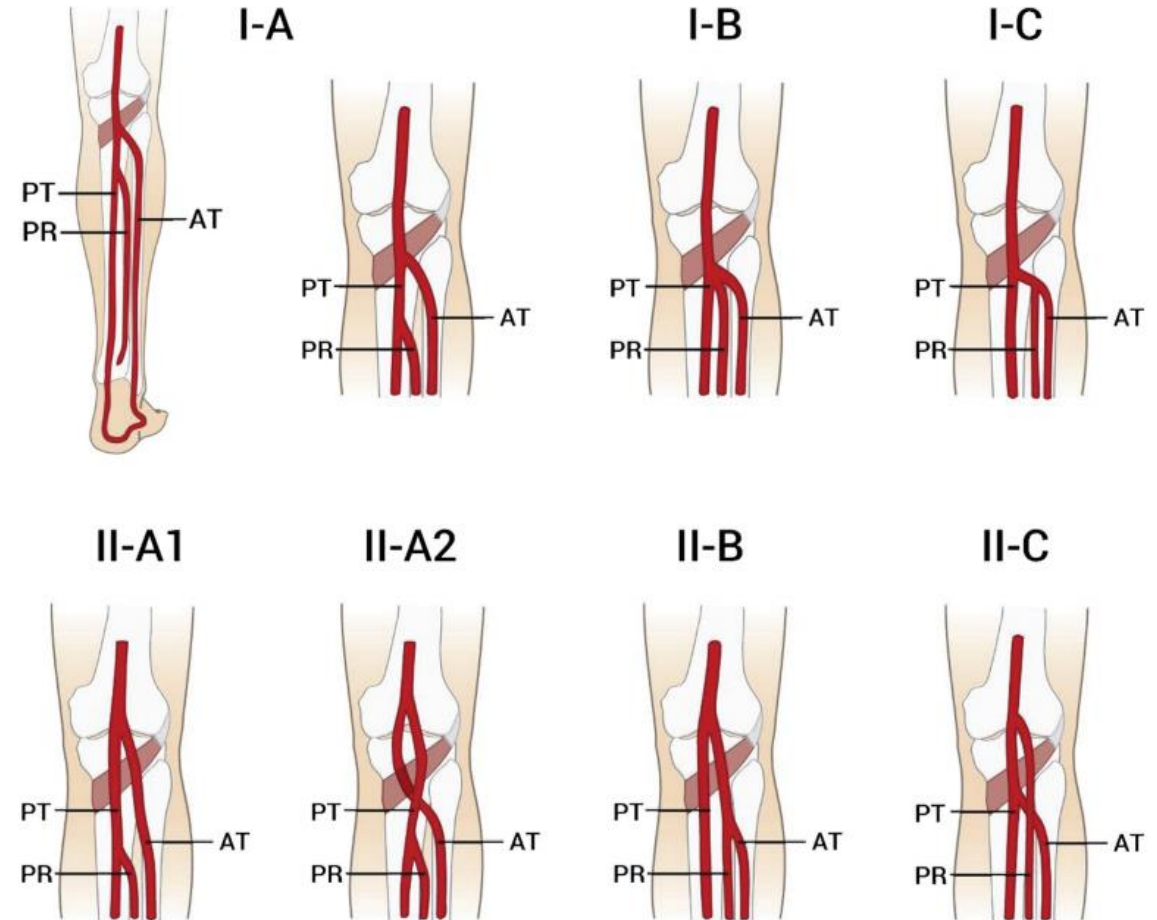 I-A
PT
PR
AT
PT
PR
AT
I-B
PT
PR
AT
I-C
PT
PR
AT
II-A1
PT
PR
AT
II-A2
PT
PR
AT
II-B
PT
PR
AT
II-C
PT
PR
AT